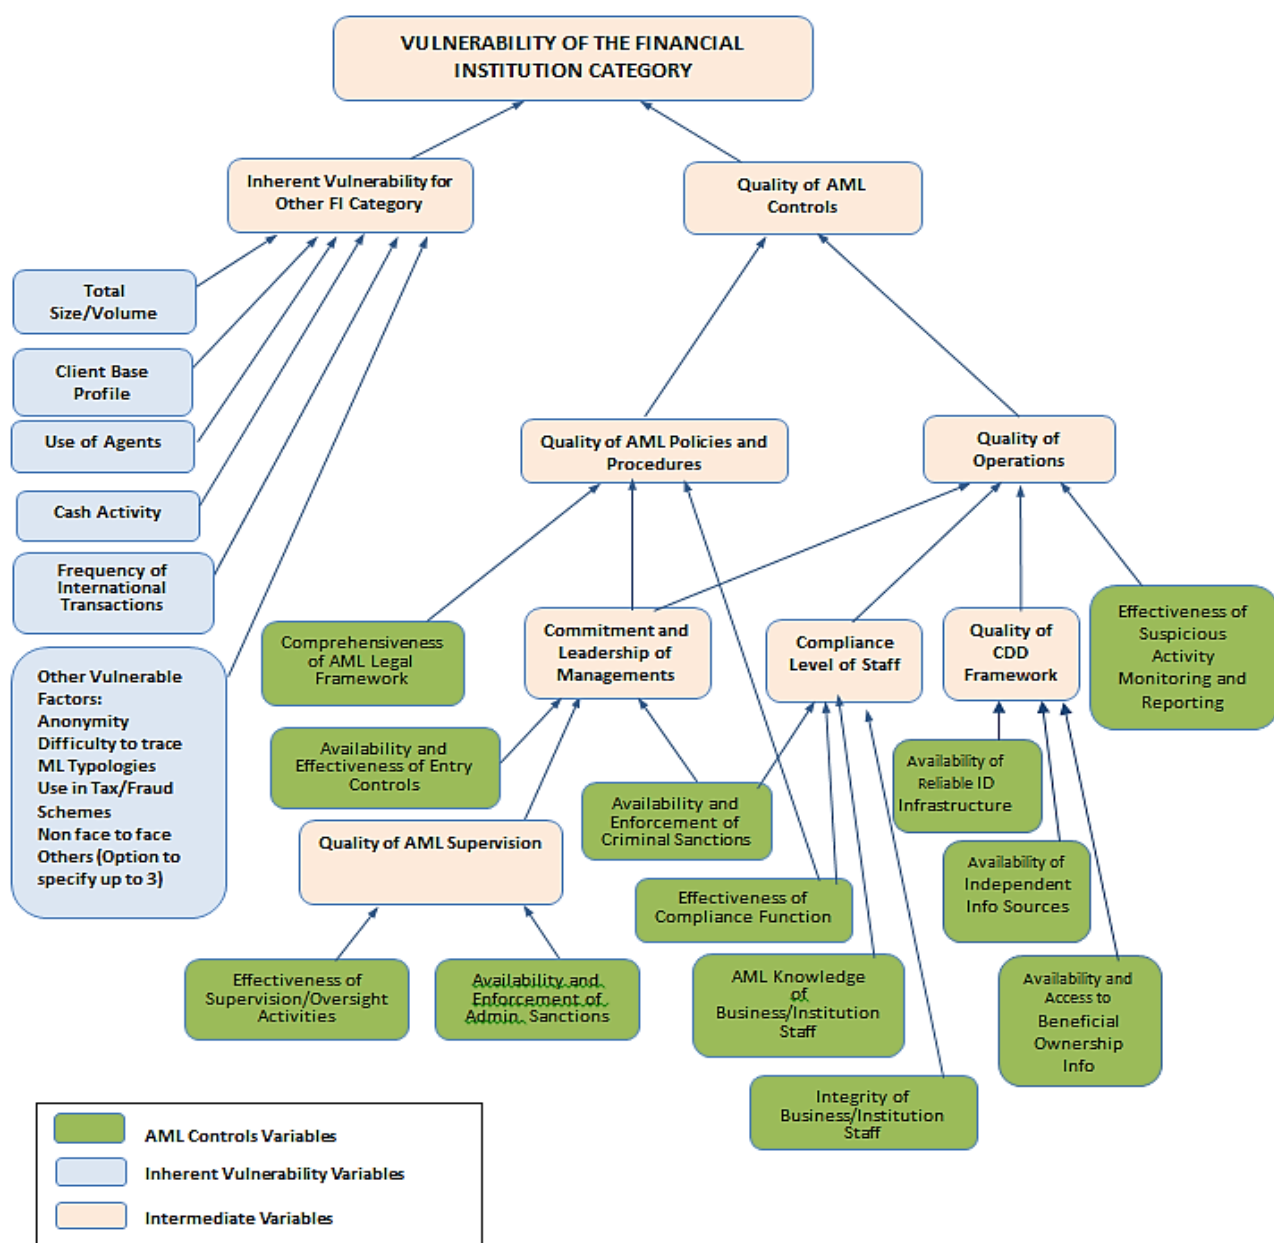 VULNERABILITY OF THE FINANCIAL
INSTITUTION CATEGORY
Inherent Vulnerability for
Other FI Category
Quality of AML
Controls
Total
Size/Volume
Client Base
Profile
Use of Agents
Cash Activity
Frequency of
International
Transactions
Other Vulnerable
Factors:
Anonymity
Difficulty to trace
ML Typologies
Use in Tax/Fraud
Schemes
Non face to face
Others (Option to
specify up to 3)
Quality of AML Policies and
Procedures
Quality of
Operations
Comprehensiveness
of AML Legal
Framework
Commitment and
Leadership of
Managements
Compliance
Level of Staff
Quality of
CDD
Framework
Effectiveness of
Suspicious
Activity
Monitoring and
Reporting
Availability and
Effectiveness of Entry
Controls
Availability and
Enforcement of
Criminal Sanctions
Availability of
Reliable ID
Infrastructure
Quality of AML Supervision
Availability of
Independent
Info Sources
Effectiveness of
Compliance Function
Effectiveness of
Supervision/Oversight
Activities
Availability and
Enforcement of
Admin. Sanctions
AML Knowledge
of
Business/Institution
Staff
Availability and
Access to
Beneficial
Ownership
Info
Integrity of
Business/Institution
Staff
AML Controls Variables
Inherent Vulnerability Variables
Intermediate Variables